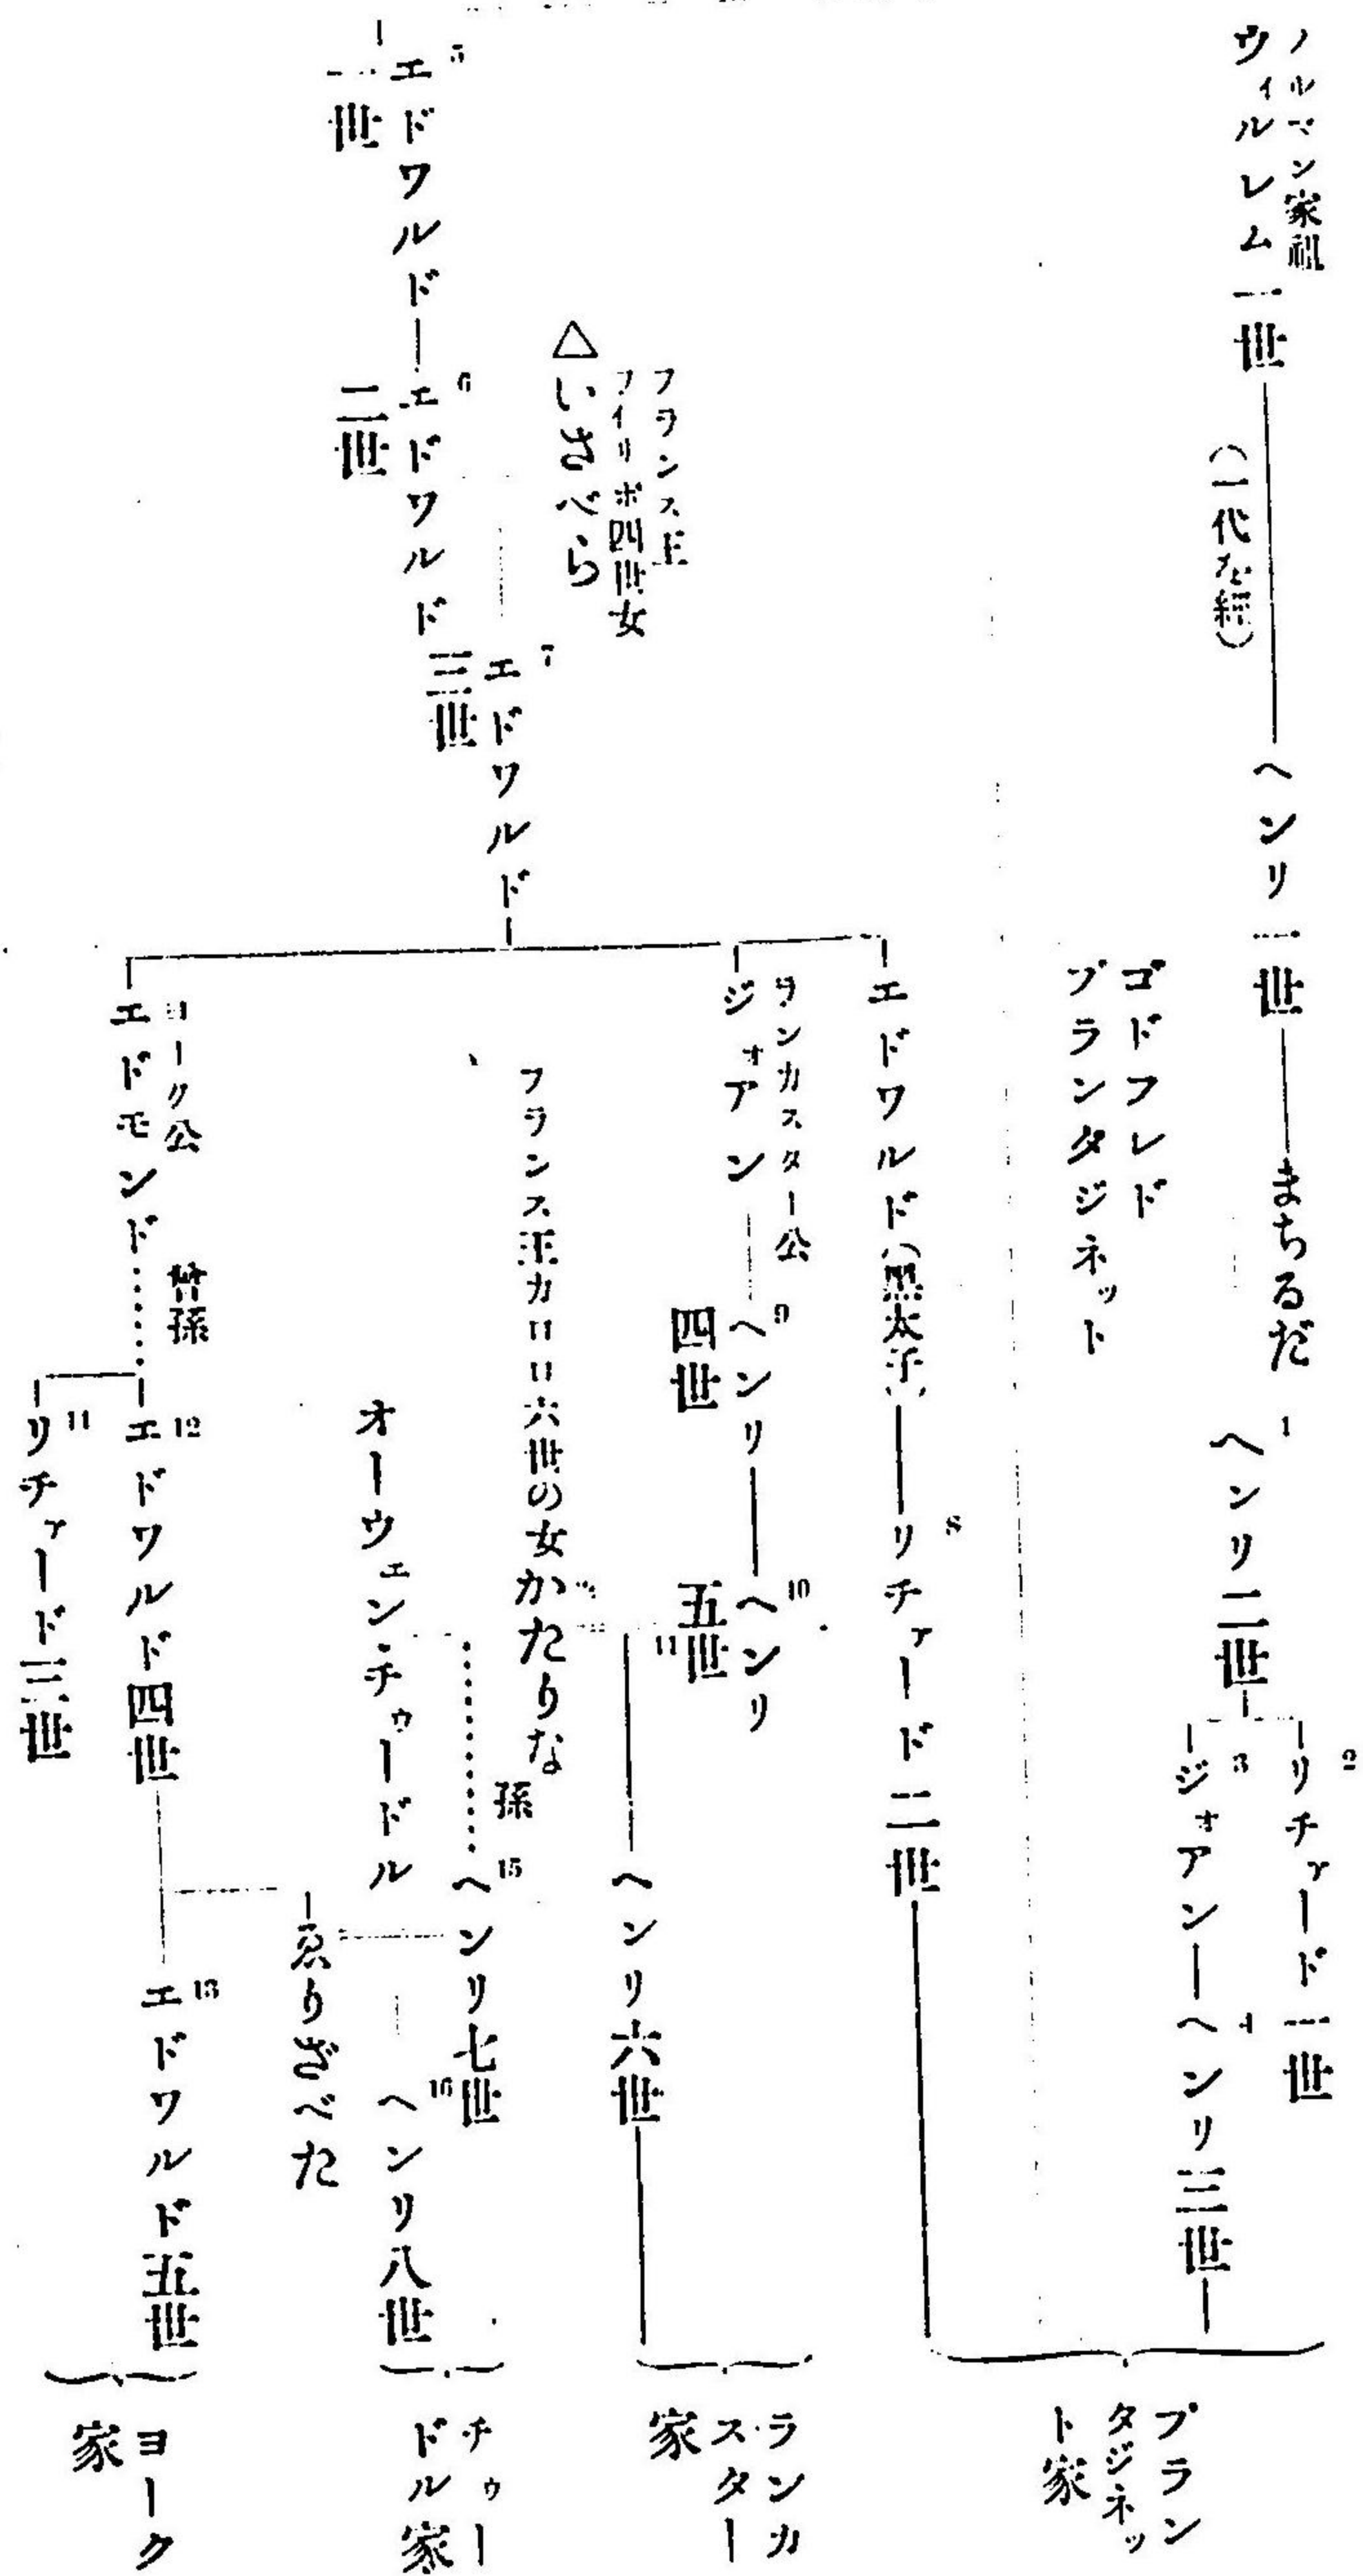 ノルマン家祖
ウィルレム一世
(一代を経)
ヘンリ一世
まちるだ
ゴドフレド
プランタジネット
1
ヘンリ二世
2
リチァード一世
3
ジォアン
4
ヘンリ三世
プラン
タジネッ
ト家
5
エドワルド
一世
6
エドワルド
二世
フランス王
フイリポ四世女
△いさべら
7
エドワルド
三世
エドワルド(黒太子)
8
リチァード二世
ランカスター公
ジォアン
9
ヘンリ
四世
10
ヘンリ
五世
フランス王カロロ六世の女かたりな
11
ヘンリ六世
ランカ
スター
家
オーウェン・チゥードル
孫
15
ヘンリ七世
16
ヘンリ八世
ゑりざべた
チゥー
ドル家
ヨーク公
エドモンド
曾孫
12
エドワルド四世
13
エドワルド五世
11
リチァード三世
ヨーク
家